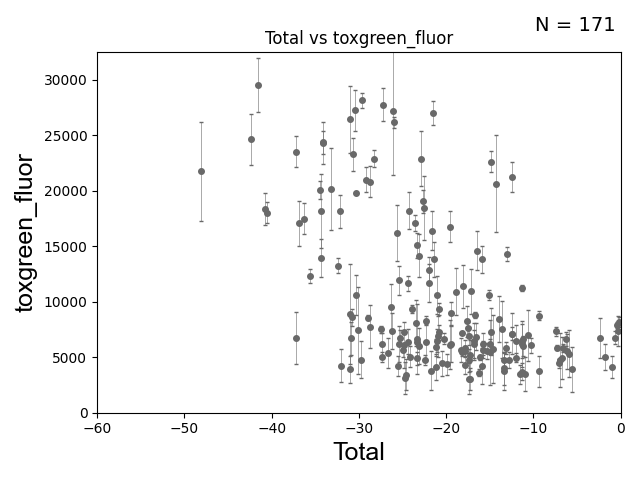 N = 171
Total vs toxgreen_fluor
30000
25000
20000
15000
10000
5000
0
toxgreen_fluor
−60 −50 −40 −30 −20 −10 0
Total